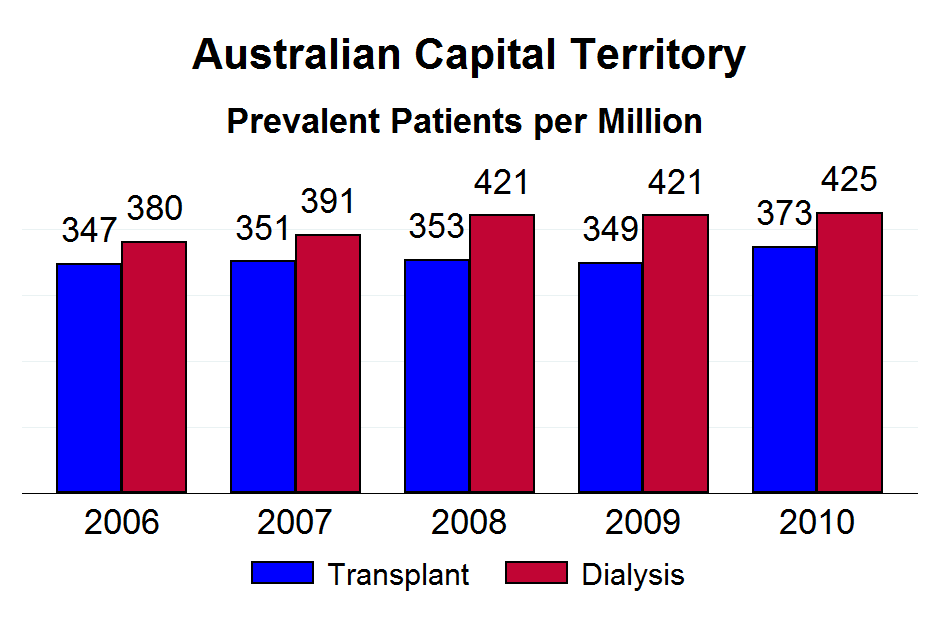 Australian Capital Territory
Prevalent Patients per Million
347 380 351 391 353 421 349 421 373 425
2006 2007 2008 2009 2010
Transplant Dialysis